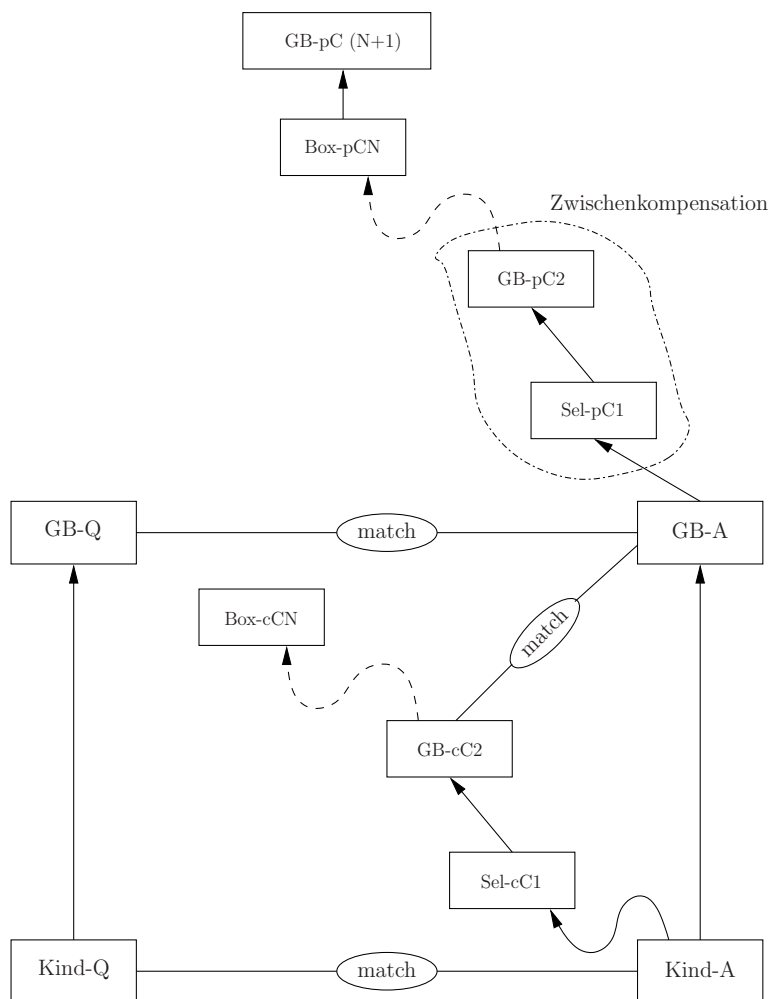 GB-pC (N+1)
Box-pCN
Zwischenkompensation
GB-pC2
Sel-pC1
GB-Q
match
GB-A
Box-cCN
match
GB-cC2
Sel-cC1
Kind-Q
match
Kind-A